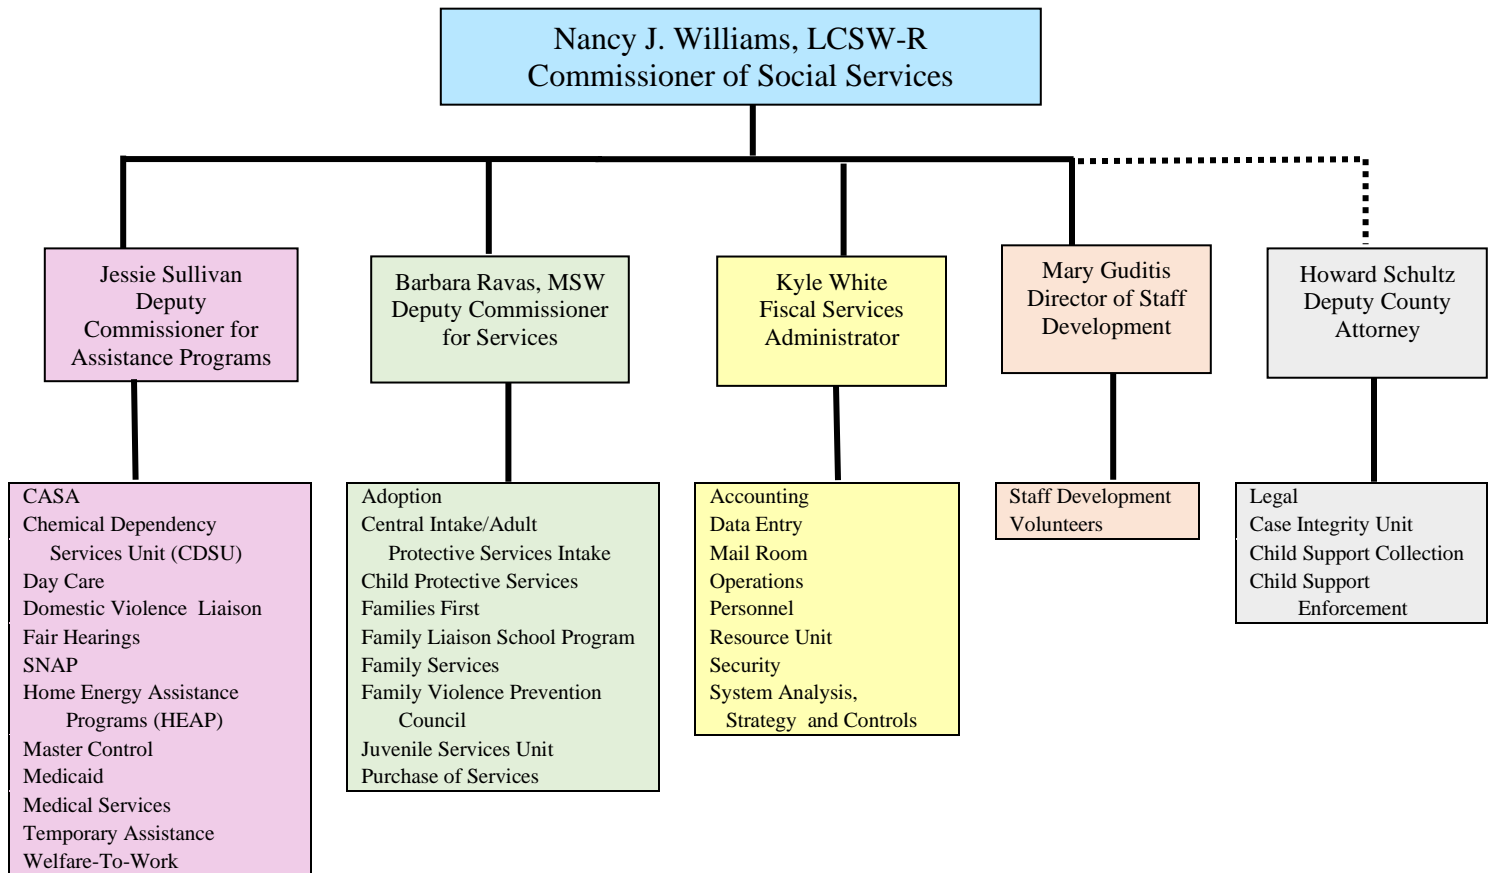 Nancy J. Williams, LCSW-R
Commissioner of Social Services
Jessie Sullivan
Deputy
Commissioner for
Assistance Programs
Barbara Ravas, MSW
Deputy Commissioner
for Services
Kyle White
Fiscal Services
Administrator
Mary Guditis
Director of Staff
Development
Howard Schultz
Deputy County
Attorney
CASA
Chemical Dependency
Services Unit (CDSU)
Day Care
Domestic Violence Liaison
Fair Hearings
SNAP
Home Energy Assistance
Programs (HEAP)
Master Control
Medicaid
Medical Services
Temporary Assistance
Welfare-To-Work
Adoption
Central Intake/Adult
Protective Services Intake
Child Protective Services
Families First
Family Liaison School Program
Family Services
Family Violence Prevention
Council
Juvenile Services Unit
Purchase of Services
Accounting
Data Entry
Mail Room
Operations
Personnel
Resource Unit
Security
System Analysis,
Strategy and Controls
Staff Development
Volunteers
Legal
Case Integrity Unit
Child Support Collection
Child Support
Enforcement